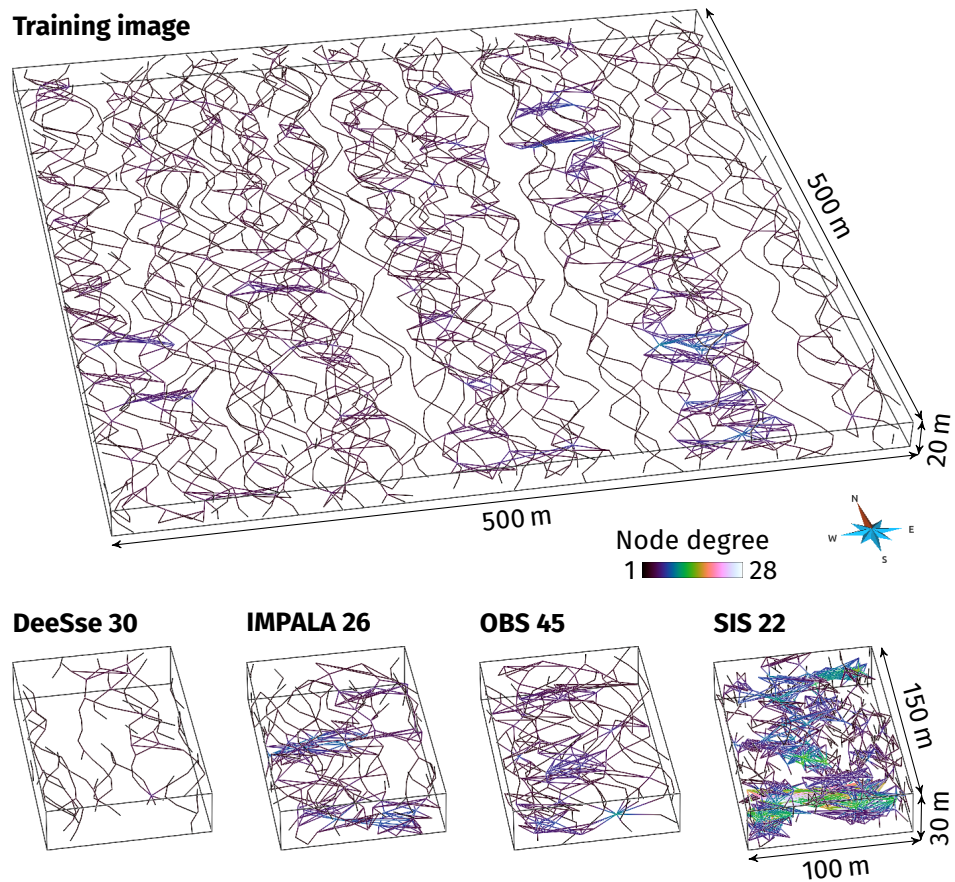 Training image
500 m
20 m
500 m
N
W
E
S
Node degree
1
28
DeeSse 30
IMPALA 26
OBS 45
SIS 22
150 m
30 m
100 m